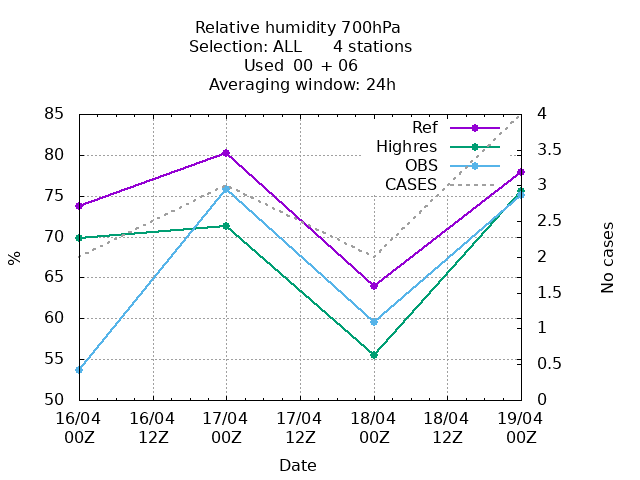 Relative humidity 700hPa
Selection: ALL      4 stations
Used  00 + 06
Averaging window: 24h
85
80
75
70
65
60
55
50
%
4
3.5
3
2.5
2
1.5
1
0.5
0
No cases
Ref
Highres
OBS
CASES
16/04 16/04 17/04 17/04 18/04 18/04 19/04
00Z 12Z 00Z 12Z 00Z 12Z 00Z
Date